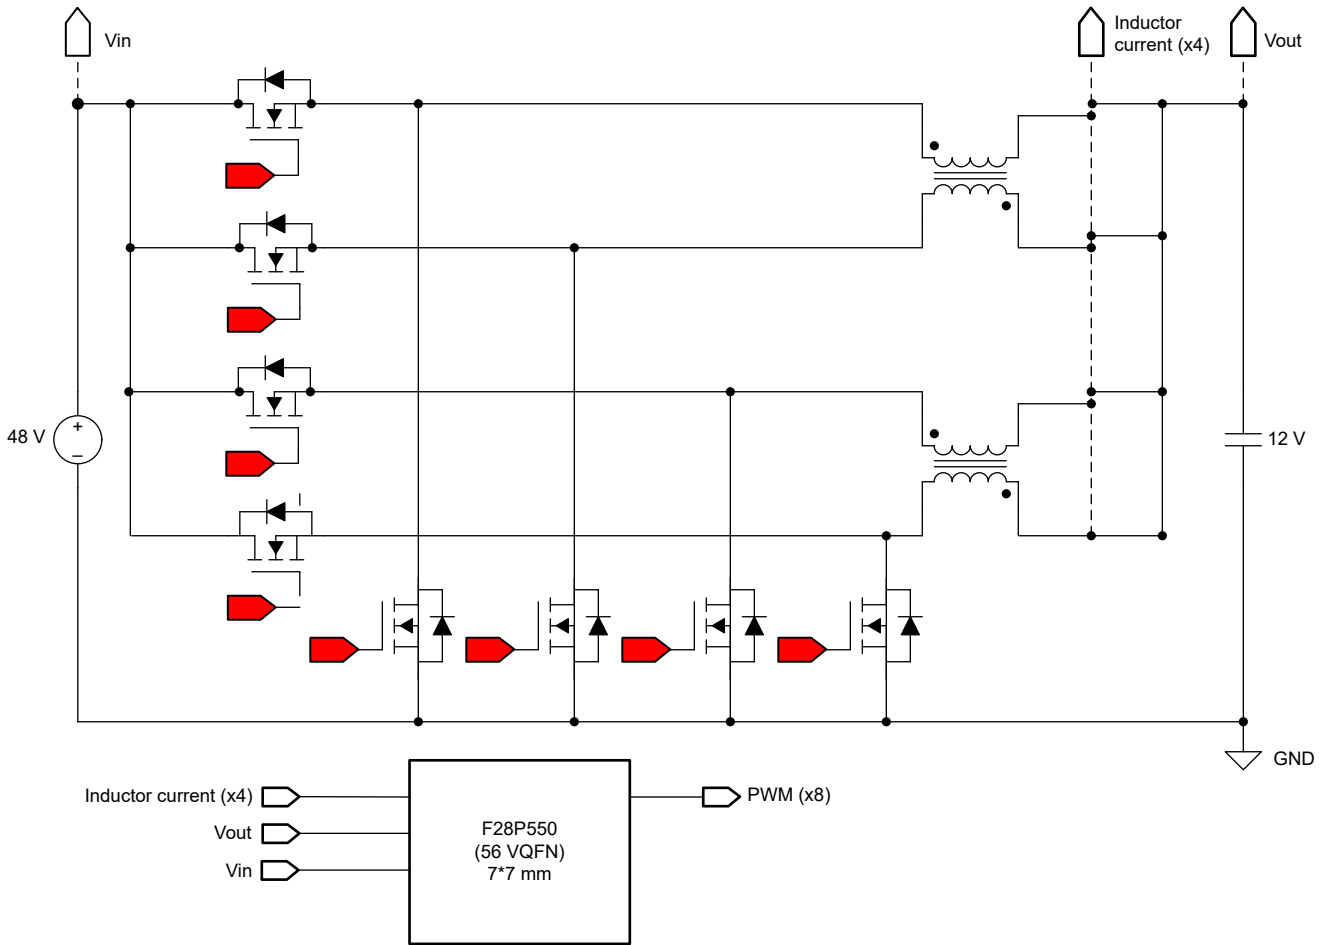 Vin
Inductor
current (x4)
Vout
48 V
+
−
12 V
GND
Inductor current (x4)
Vout
Vin
F28P550
(56 VQFN)
7*7 mm
PWM (x8)